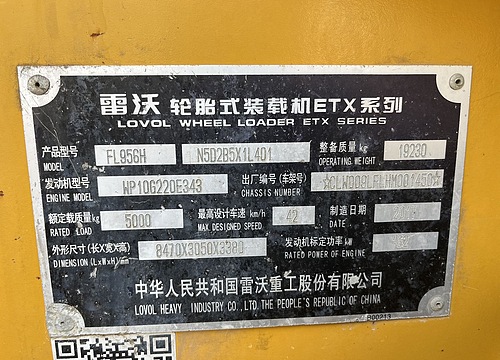 雷沃 轮胎式装载机ETX系列
LOVOL WHEEL LOADER ETX SERIES
产品型号 FL956H N5D2B5X1L401 整备质量 kg 19230
MODEL OPERATING WEIGHT
发动机型号 WP10G220E343 出厂编号(车架号)
ENGINE MODEL CHASSIS NUMBER
额定载质量kg 5000 最高设计车速 km/h 42 制造日期
RATED LOAD MAX DESIGNED SPEED DATE
外形尺寸(长X宽X高) 8470X3050X3380 发动机标定功率 kW
DIMENSION (LxWxH)/mm RATED POWER OF ENGINE
中华人民共和国雷沃重工股份有限公司
LOVOL HEAVY INDUSTRY CO.,LTD.THE PEOPLE'S REPUBLIC OF CHINA